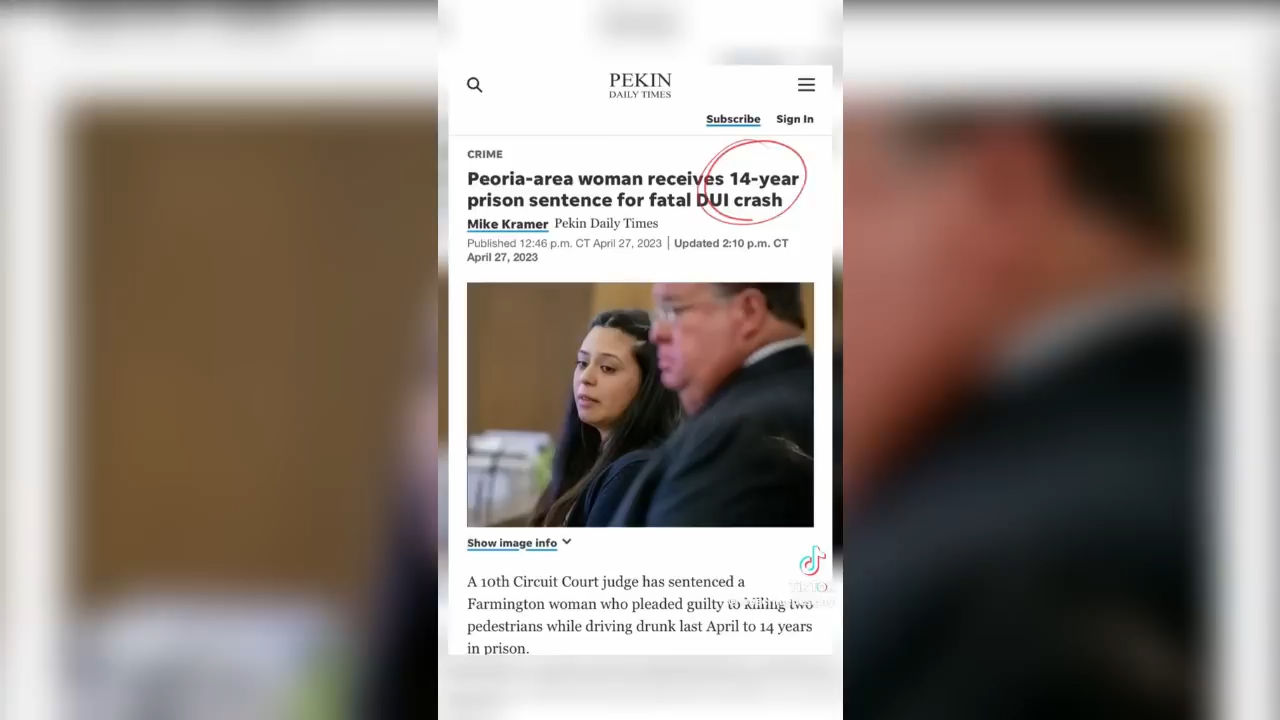 PEKIN
DAILY TIMES
Subscribe Sign In
CRIME
Peoria-area woman receives 14-year
prison sentence for fatal DUI crash
Mike Kramer Pekin Daily Times
Published 12:46 p.m. CT April 27, 2023 | Updated 2:10 p.m. CT
April 27, 2023
Show image info
A 10th Circuit Court judge has sentenced a
Farmington woman who pleaded guilty to killing two
pedestrians while driving drunk last April to 14 years
in prison.
TikTok